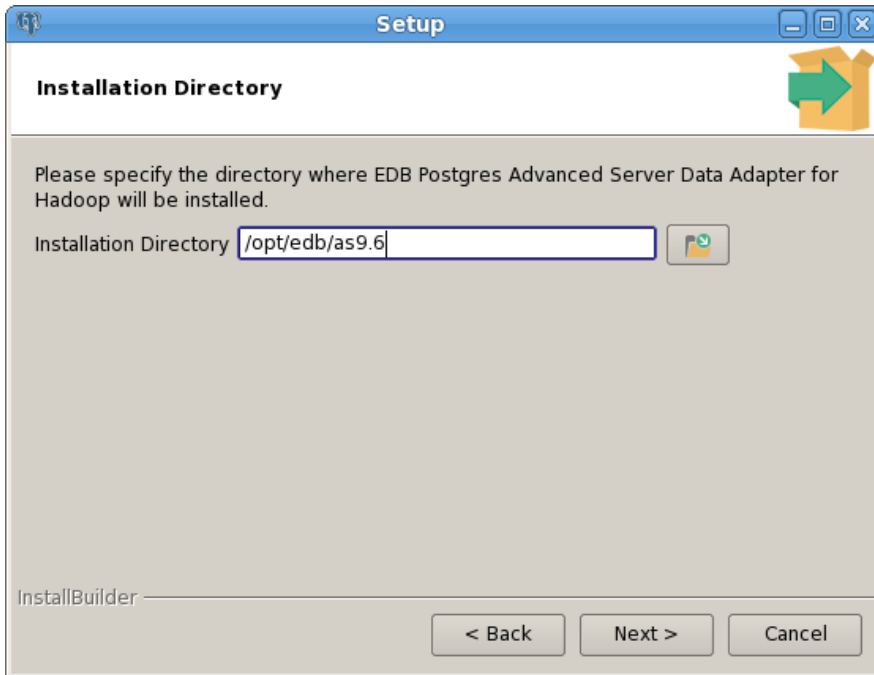 Setup
Installation Directory
Please specify the directory where EDB Postgres Advanced Server Data Adapter for
Hadoop will be installed.
Installation Directory /opt/edb/as9.6
InstallBuilder
< Back Next > Cancel